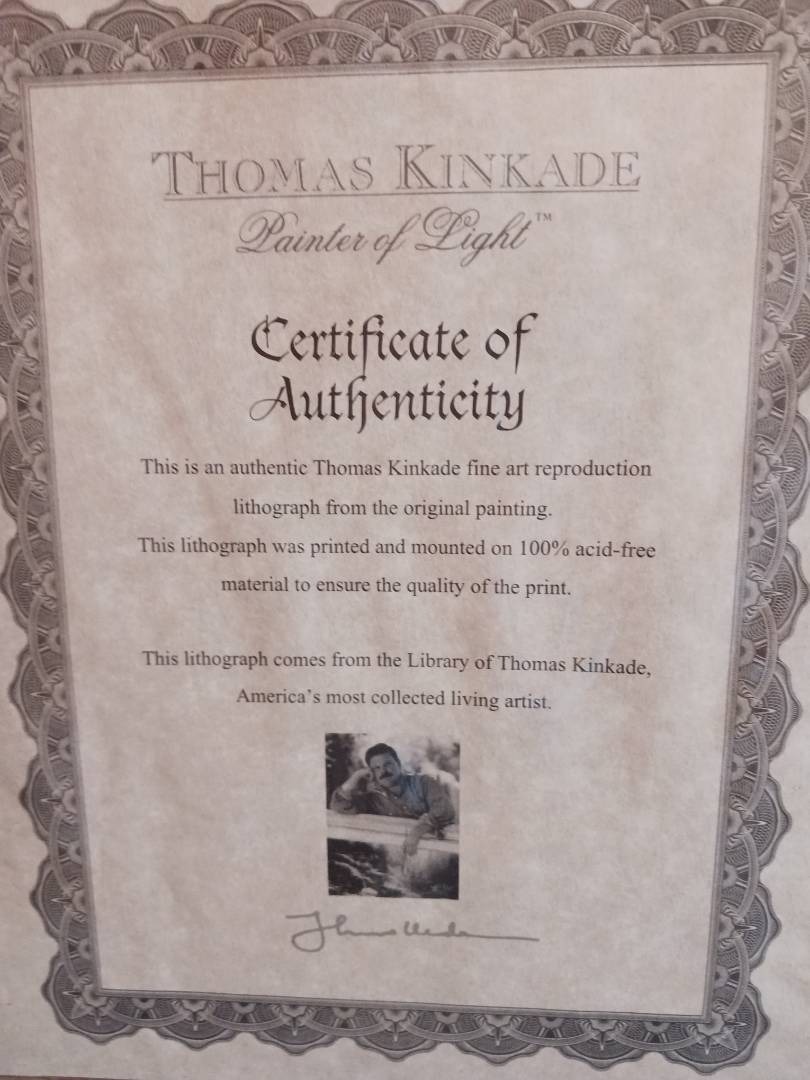 THOMAS KINKADE
Painter of Light™
Certificate of
Authenticity
This is an authentic Thomas Kinkade fine art reproduction
lithograph from the original painting.
This lithograph was printed and mounted on 100% acid-free
material to ensure the quality of the print.
This lithograph comes from the Library of Thomas Kinkade,
America's most collected living artist.